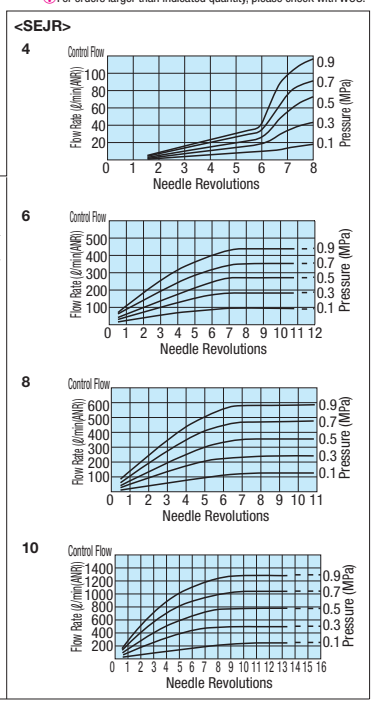 For orders larger than indicated quantity, please check with WOS.
<SEJR>
4
Control Flow
Flow Rate (ℓ/min(ANR))
100
80
60
40
20
0 1 2 3 4 5 6 7 8
Needle Revolutions
0.9
0.7
0.5
0.3
0.1
Pressure (MPa)
6
Control Flow
Flow Rate (ℓ/min(ANR))
500
400
300
200
100
0 1 2 3 4 5 6 7 8 9 10 11 12
Needle Revolutions
0.9
0.7
0.5
0.3
0.1
Pressure (MPa)
8
Control Flow
Flow Rate (ℓ/min(ANR))
600
500
400
300
200
100
0 1 2 3 4 5 6 7 8 9 10 11
Needle Revolutions
0.9
0.7
0.5
0.3
0.1
Pressure (MPa)
10
Control Flow
Flow Rate (ℓ/min(ANR))
1400
1200
1000
800
600
400
200
0 1 2 3 4 5 6 7 8 9 10 11 12 13 14 15 16
Needle Revolutions
0.9
0.7
0.5
0.3
0.1
Pressure (MPa)